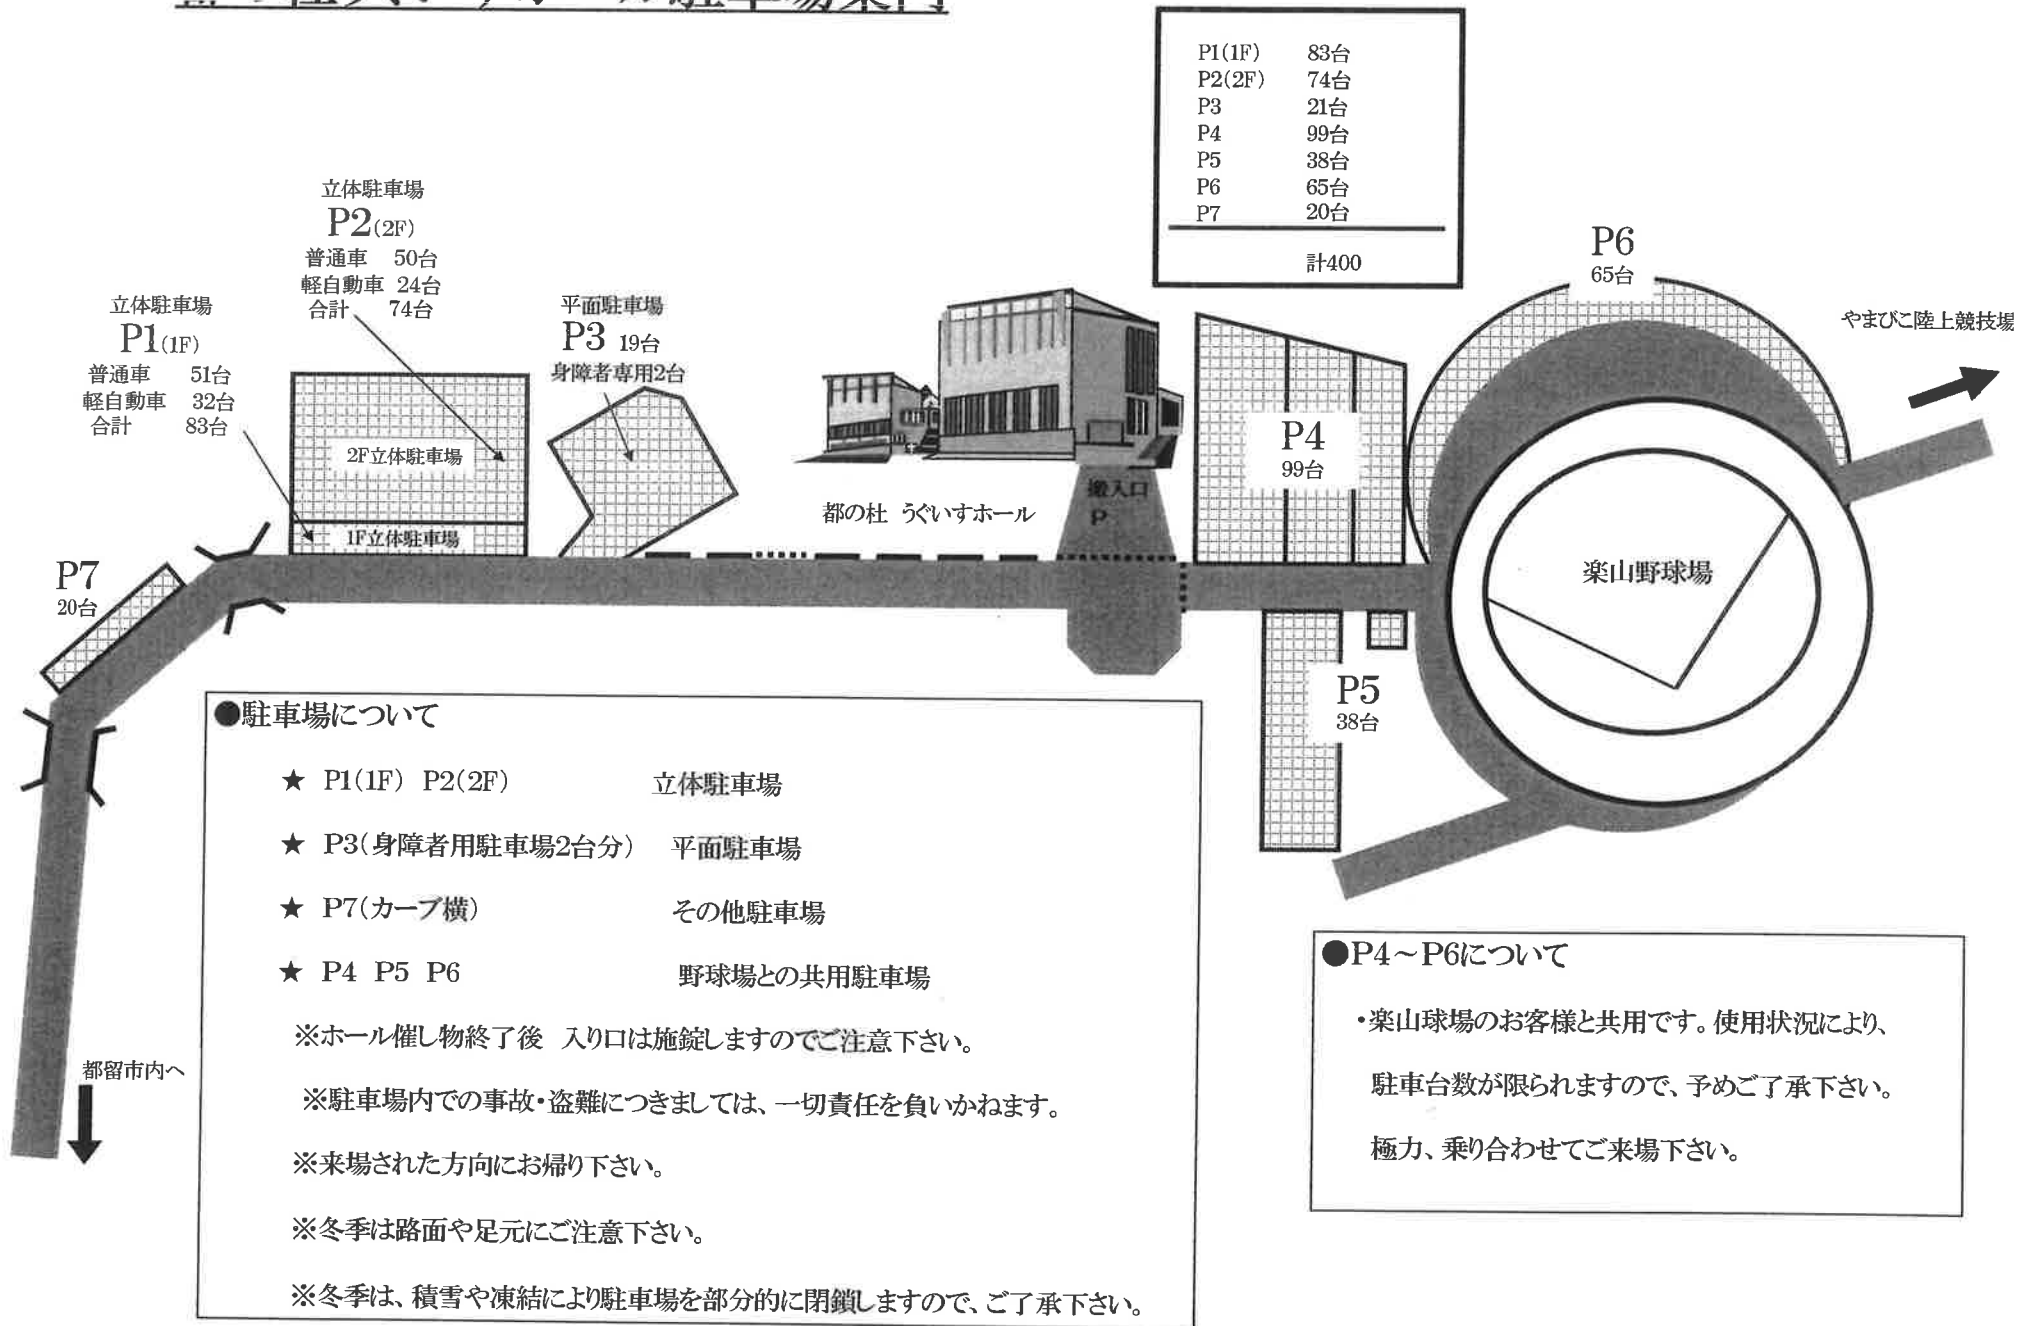 P1(1F) 83台
P2(2F) 74台
P3 21台
P4 99台
P5 38台
P6 65台
P7 20台
計400
立体駐車場
P2(2F)
普通車 50台
軽自動車 24台
合計 74台
立体駐車場
P1(1F)
普通車 51台
軽自動車 32台
合計 83台
平面駐車場
P3 19台
身障者専用2台
P6
65台
やまびこ陸上競技場
2F立体駐車場
1F立体駐車場
P4
99台
搬入口
P
都の杜 うぐいすホール
楽山野球場
P7
20台
P5
38台
都留市内へ
●駐車場について
★ P1(1F) P2(2F) 立体駐車場
★ P3(身障者用駐車場2台分) 平面駐車場
★ P7(カーブ横) その他駐車場
★ P4 P5 P6 野球場との共用駐車場
※ホール催し物終了後 入り口は施錠しますのでご注意下さい。
※駐車場内での事故・盗難につきましては、一切責任を負いかねます。
※来場された方向にお帰り下さい。
※冬季は路面や足元にご注意下さい。
※冬季は、積雪や凍結により駐車場を部分的に閉鎖しますので、ご了承下さい。
●P4~P6について
・楽山球場のお客様と共用です。使用状況により、
駐車台数が限られますので、予めご了承下さい。
極力、乗り合わせてご来場下さい。